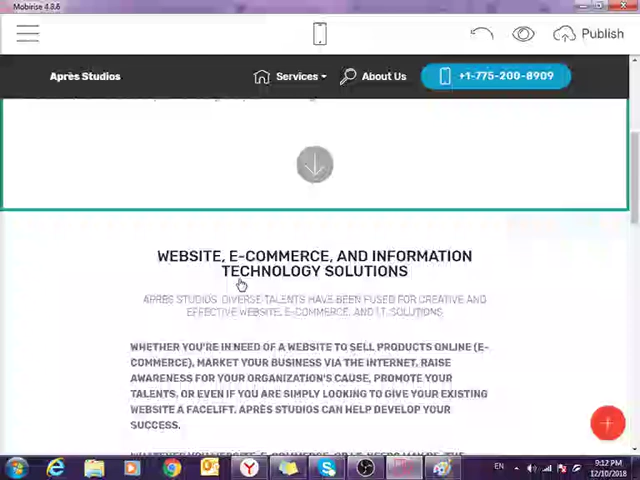 Mobirise 4.8.6
Publish
Après Studios
Services
About Us
+1-775-200-8909
WEBSITE, E-COMMERCE, AND INFORMATION
TECHNOLOGY SOLUTIONS
APRÈS STUDIOS' DIVERSE TALENTS HAVE BEEN FUSED FOR CREATIVE AND
EFFECTIVE WEBSITE, E-COMMERCE, AND I.T. SOLUTIONS.
WHETHER YOU'RE IN NEED OF A WEBSITE TO SELL PRODUCTS ONLINE (E-
COMMERCE), MARKET YOUR BUSINESS VIA THE INTERNET, RAISE
AWARENESS FOR YOUR ORGANIZATION'S CAUSE, PROMOTE YOUR
TALENTS, OR EVEN IF YOU ARE SIMPLY LOOKING TO GIVE YOUR EXISTING
WEBSITE A FACELIFT. APRÈS STUDIOS CAN HELP DEVELOP YOUR
SUCCESS.
EN
9:12 PM
12/10/2018